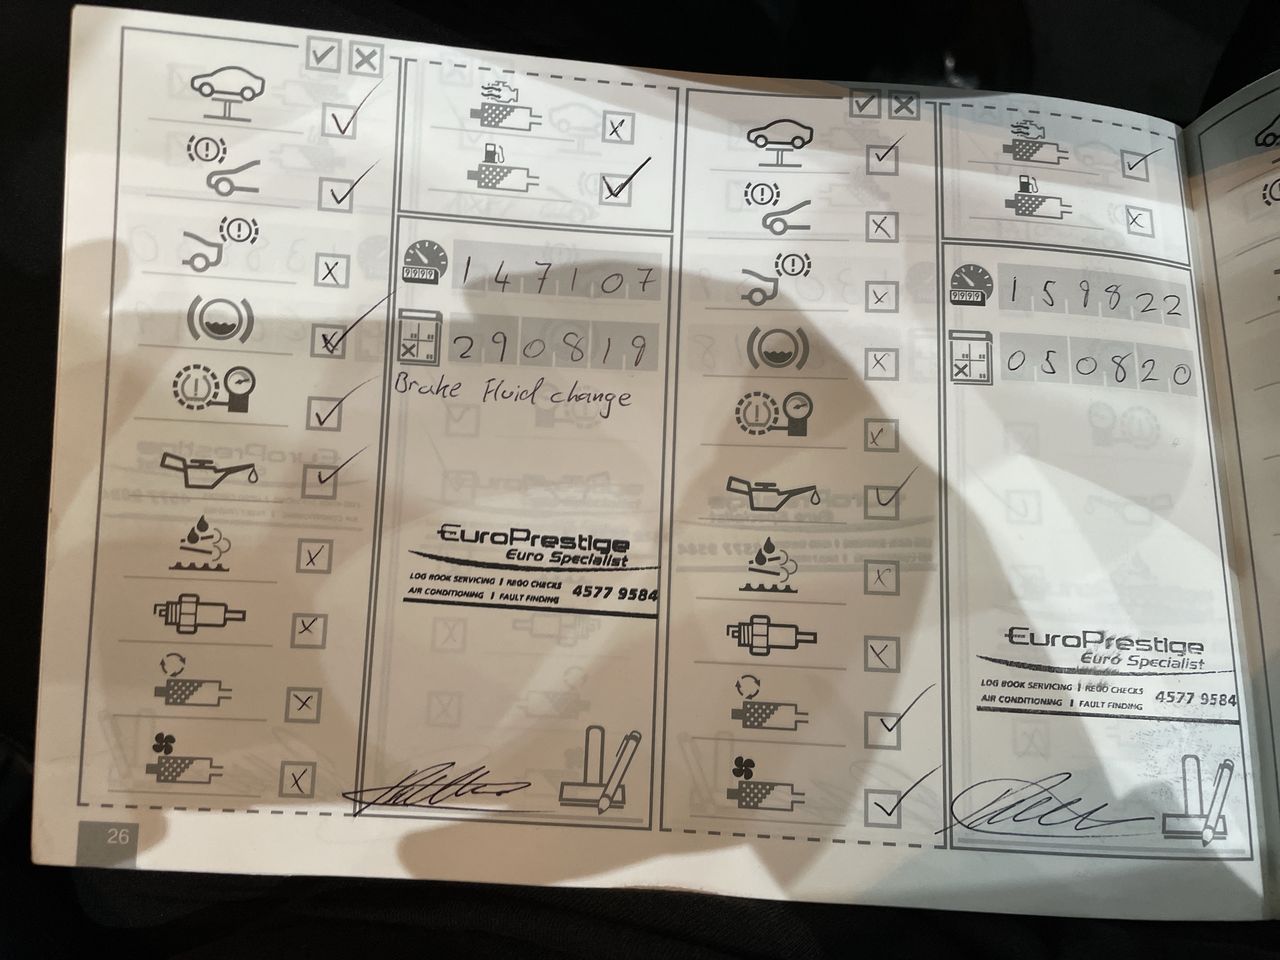 147107
290819
Brake Fluid change
EuroPrestige
Euro Specialist
LOG BOOK SERVICING | REGO CHECKS
AIR CONDITIONING | FAULT FINDING 4577 9584
26
159822
050820
EuroPrestige
Euro Specialist
LOG BOOK SERVICING | REGO CHECKS
AIR CONDITIONING | FAULT FINDING 4577 9584